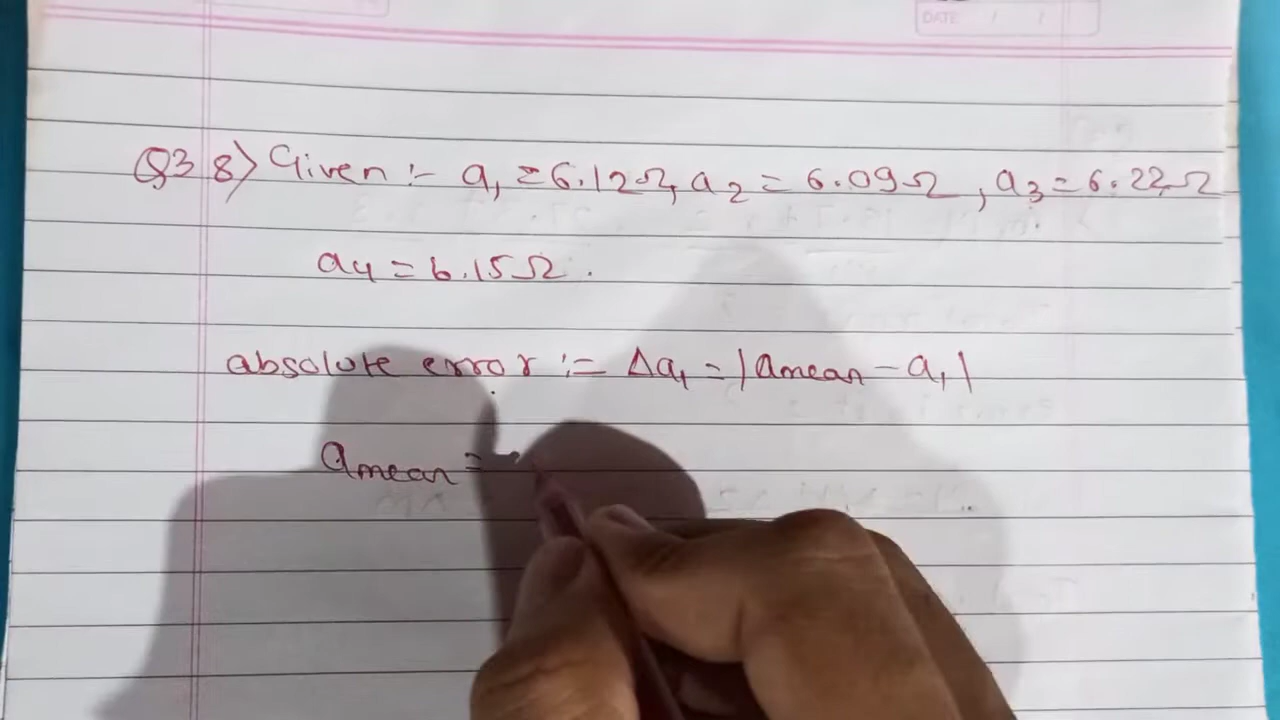 DATE / /
Q3 8) Given :- a₁ = 6.12Ω, a₂ = 6.09Ω, a₃ = 6.22Ω
a₄ = 6.15Ω.
absolute error := Δa₁ = |amean - a₁|
amean =